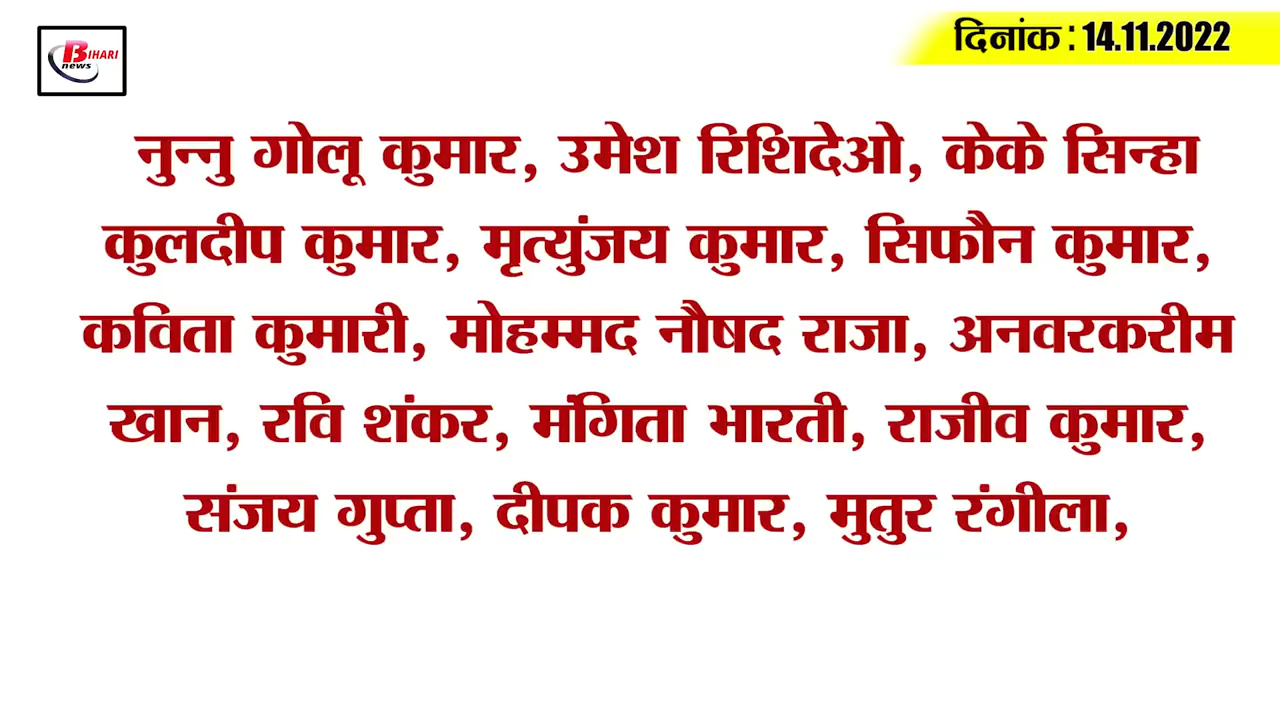 BIHARI
news
दिनांक : 14.11.2022
नुन्नु गोलू कुमार, उमेश रिशिदेओ, केके सिन्हा
कुलदीप कुमार, मृत्युंजय कुमार, सिफौन कुमार,
कविता कुमारी, मोहम्मद नौषद राजा, अनवरकरीम
खान, रवि शंकर, मंगिता भारती, राजीव कुमार,
संजय गुप्ता, दीपक कुमार, मुतुर रंगीला,